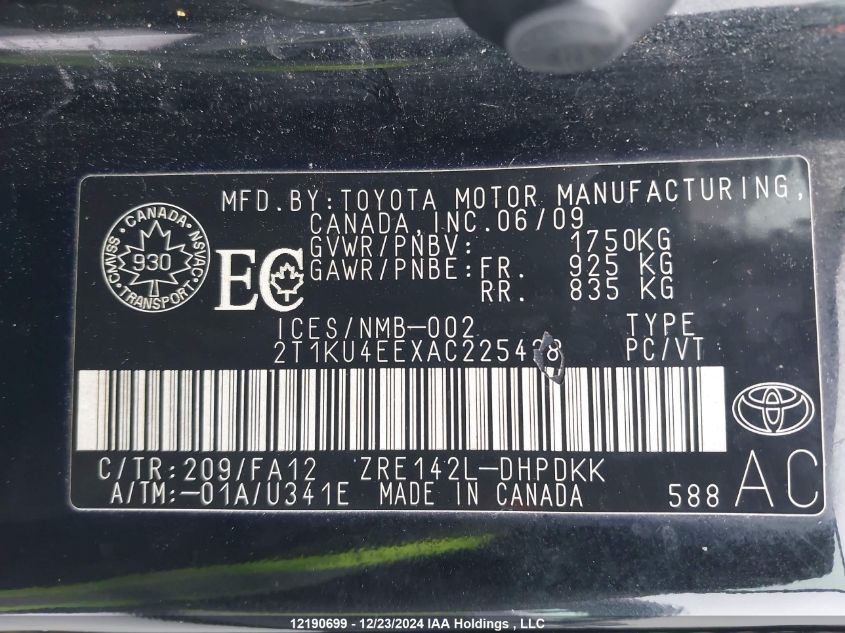 MFD.BY:TOYOTA MOTOR MANUFACTURING,
CANADA,INC.06/09
GVWR/PNBV: 1750KG
GAWR/PNBE:FR. 925 KG
RR. 835 KG
CANADA
930
CMVSS
NSVAC
TRANSPORT
EC
ICES/NMB-002 TYPE
2T1KU4EEXAC225428 PC/VT
C/TR:209/FA12 ZRE142L-DHPDKK
A/TM:-01A/U341E MADE IN CANADA 588 AC
12190699 - 12/23/2024 IAA Holdings , LLC